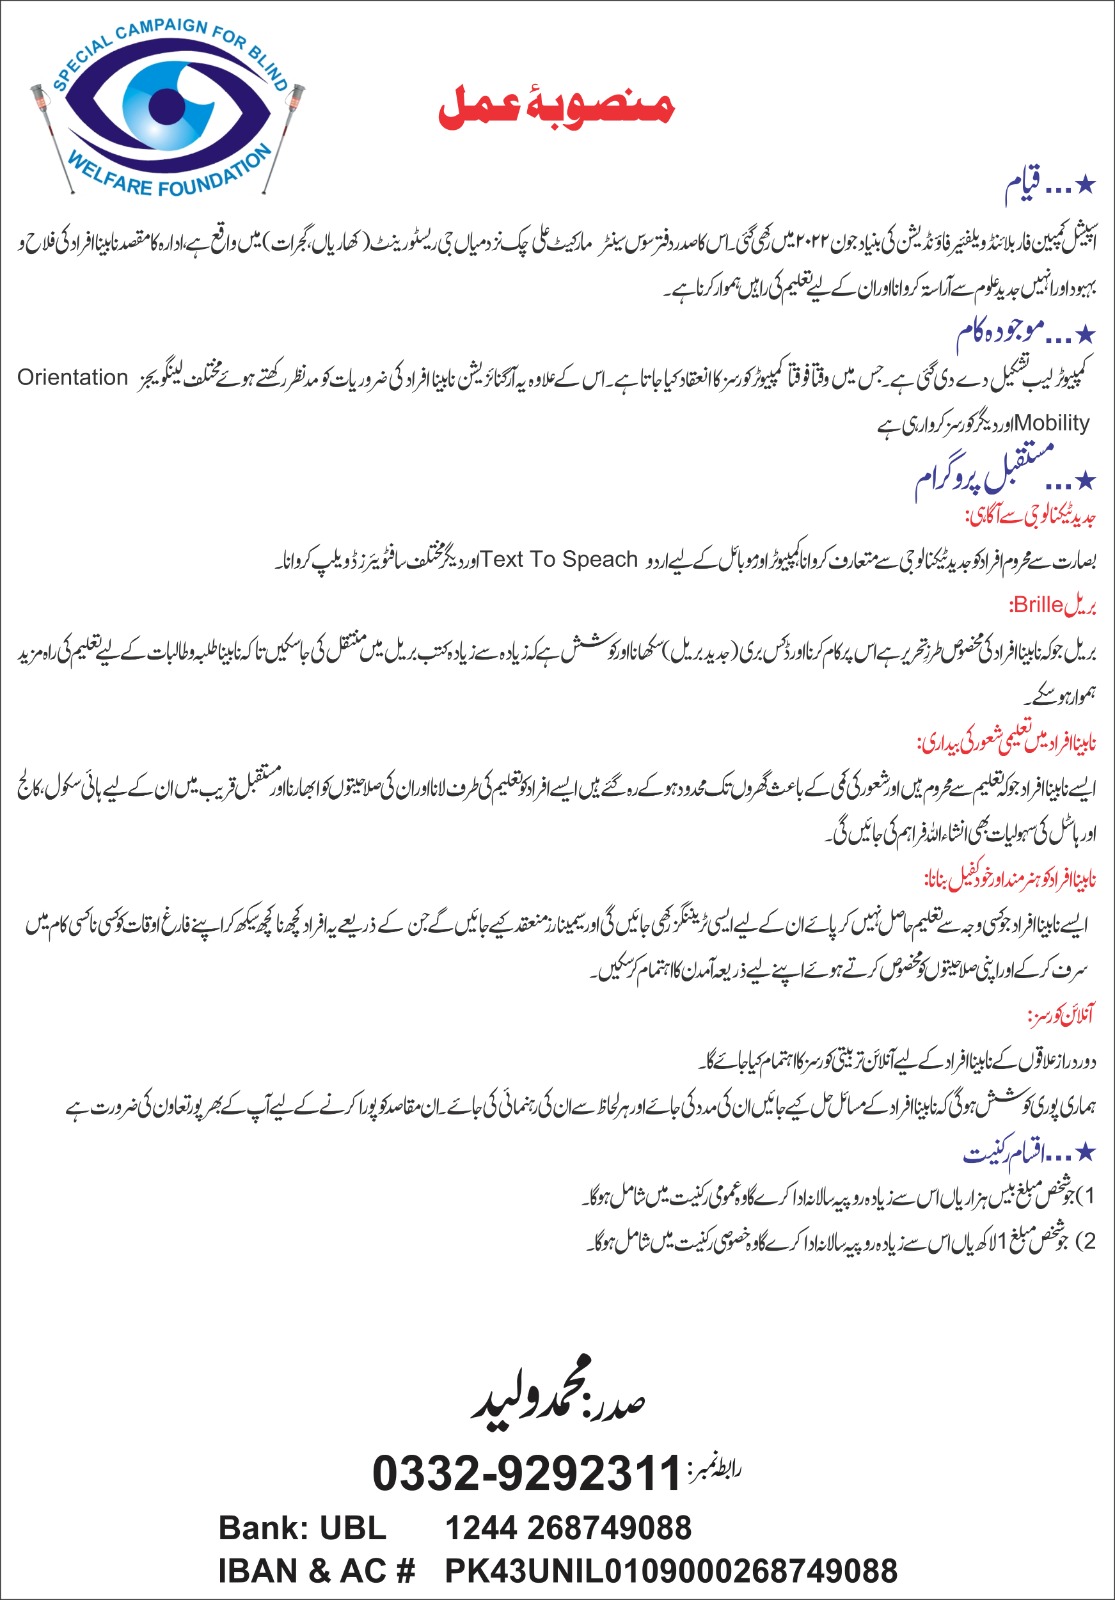 SPECIAL CAMPAIGN FOR BLIND
WELFARE FOUNDATION
منصوبۂ عمل
★...قیام
اسپیشل کمپین فار بلائنڈ ویلفئیر فاؤنڈیشن کی بنیاد جون ۲۰۲۲ میں رکھی گئی۔ اس کا صدر دفتر سوس سینٹر مارکیٹ علی چک نزد میاں جی ریسٹورینٹ (کھاریاں، گجرات) میں واقع ہے، ادارہ کا مقصد نابینا افراد کی فلاح و
بہبود اور انہیں جدید علوم سے آراستہ کروانا اور ان کے لیے تعلیم کی راہیں ہموار کرنا ہے۔
★...موجودہ کام
کمپیوٹر لیب تشکیل دے دی گئی ہے۔ جس میں وقتاً فوقتاً کمپیوٹر کورسز کا انعقاد کیا جاتا ہے۔ اس کے علاوہ یہ آرگنائزیشن نابینا افراد کی ضروریات کو مدنظر رکھتے ہوئے مختلف لینگویجز Orientation
Mobility اور دیگر کورسز کروا رہی ہے
★...مستقبل پروگرام
جدید ٹیکنالوجی سے آگاہی:
بصارت سے محروم افراد کو جدید ٹیکنالوجی سے متعارف کروانا، کمپیوٹر اور موبائل کے لیے اردو Text To Speach اور دیگر مختلف سافٹویئرز ڈویلپ کروانا۔
بریل Brille:
بریل جو کہ نابینا افراد کی مخصوص طرزِ تحریر ہے اس پر کام کرنا اور ڈکس بری (جدید بریل) سکھانا اور کوشش ہے کہ زیادہ سے زیادہ کتب بریل میں منتقل کی جا سکیں تا کہ نابینا طلبہ و طالبات کے لیے تعلیم کی راہ مزید
ہموار ہو سکے۔
نابینا افراد میں تعلیمی شعور کی بیداری:
ایسے نابینا افراد جو کہ تعلیم سے محروم ہیں اور شعور کی کمی کے باعث گھروں تک محدود ہو کے رہ گئے ہیں ایسے افراد کو تعلیم کی طرف لانا اور ان کی صلاحیتوں کو ابھارنا اور مستقبل قریب میں ان کے لیے ہائی سکول، کالج
اور ہاسٹل کی سہولیات بھی انشاء اللہ فراہم کی جائیں گی۔
نابینا افراد کو ہنر مند اور خود کفیل بنانا:
ایسے نابینا افراد جو کسی وجہ سے تعلیم حاصل نہیں کر پائے ان کے لیے ایسی ٹریننگز رکھی جائیں گی اور سیمینارز منعقد کیے جائیں گے جن کے ذریعے یہ افراد کچھ نا کچھ سیکھ کر اپنے فارغ اوقات کو کسی نا کسی کام میں
سرف کر کے اور اپنی صلاحیتوں کو مخصوص کرتے ہوئے اپنے لیے ذریعہ آمدن کا اہتمام کر سکیں۔
آنلائن کورسز:
دور دراز علاقوں کے نابینا افراد کے لیے آنلائن تربیتی کورسز کا اہتمام کیا جائے گا۔
ہماری پوری کوشش ہوگی کہ نابینا افراد کے مسائل حل کیے جائیں ان کی مدد کی جائے اور ہر لحاظ سے ان کی رہنمائی کی جائے۔ ان مقاصد کو پورا کرنے کے لیے آپ کے بھرپور تعاون کی ضرورت ہے
★...اقسام رکنیت
1) جو شخص مبلغ بیس ہزار یاں اس سے زیادہ روپیہ سالانہ ادا کرے گا وہ عمومی رکنیت میں شامل ہوگا۔
2) جو شخص مبلغ 1 لاکھ یاں اس سے زیادہ روپیہ سالانہ ادا کرے گا وہ خصوصی رکنیت میں شامل ہوگا۔
صدر: محمد ولید
رابطہ نمبر: 0332-9292311
Bank: UBL 1244 268749088
IBAN & AC # PK43UNIL0109000268749088